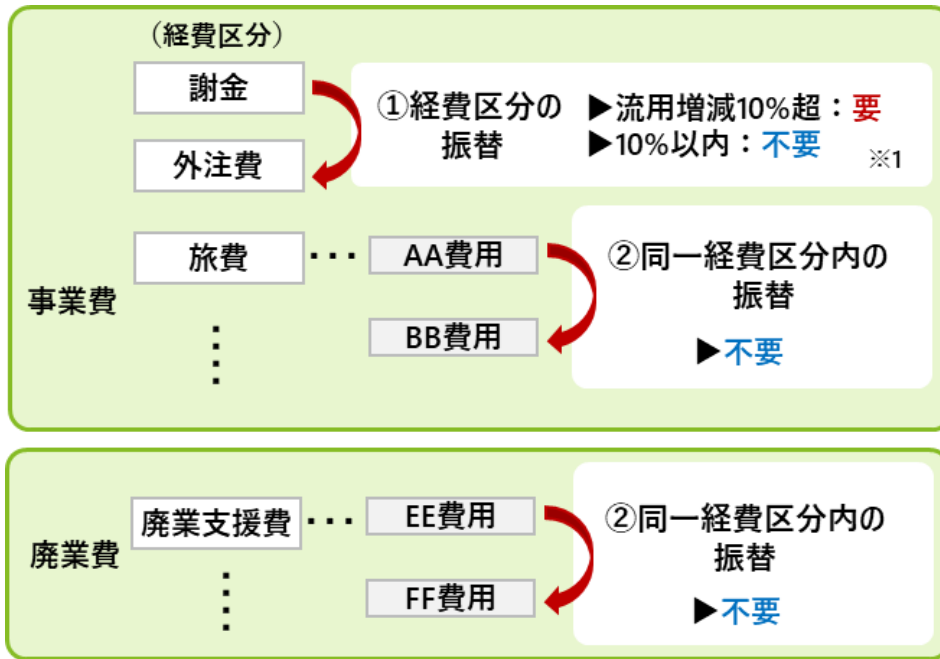 （経費区分）
謝金
外注費
①経費区分の
振替
▶流用増減10%超：要
▶10%以内：不要
※1
事業費
旅費
･･･
AA費用
BB費用
②同一経費区分内の
振替
▶不要
廃業費
廃業支援費
･･･
EE費用
FF費用
②同一経費区分内の
振替
▶不要